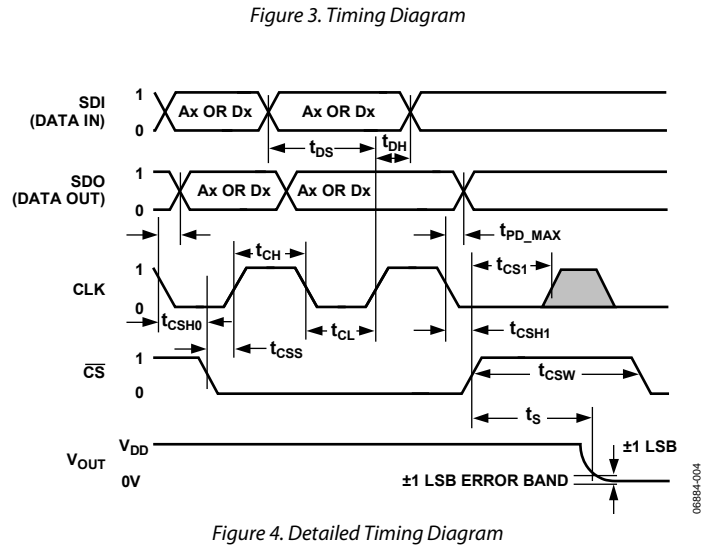 Figure 3. Timing Diagram
SDI
(DATA IN)
1
0
Ax OR Dx
Ax OR Dx
tDS
tDH
SDO
(DATA OUT)
1
0
Ax OR Dx
Ax OR Dx
tPD_MAX
tCH
tCS1
CLK
1
0
tCSH0
tCSS
tCL
tCSH1
CS
1
0
tCSW
tS
VOUT
VDD
0V
±1 LSB
±1 LSB ERROR BAND
06884-004
Figure 4. Detailed Timing Diagram